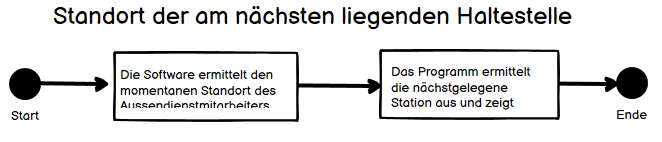 Standort der am nächsten liegenden Haltestelle
Die Software ermittelt den
momentanen Standort des
Aussendienstmitarbeiters
Das Programm ermittelt
die nächstgelegene
Station aus und zeigt
Start
Ende